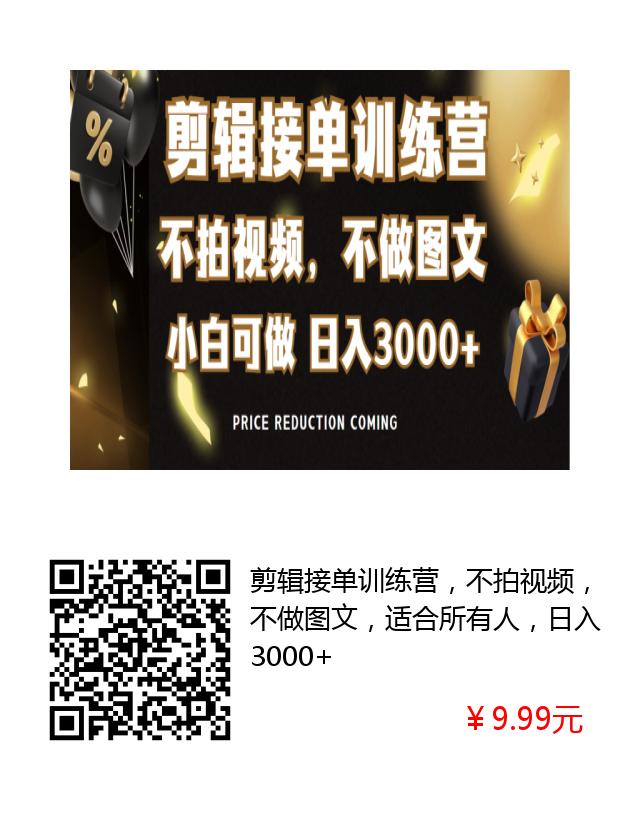 剪辑接单训练营
不拍视频，不做图文
小白可做 日入3000+
PRICE REDUCTION COMING
%
剪辑接单训练营，不拍视频，
不做图文，适合所有人，日入
3000+
￥9.99元